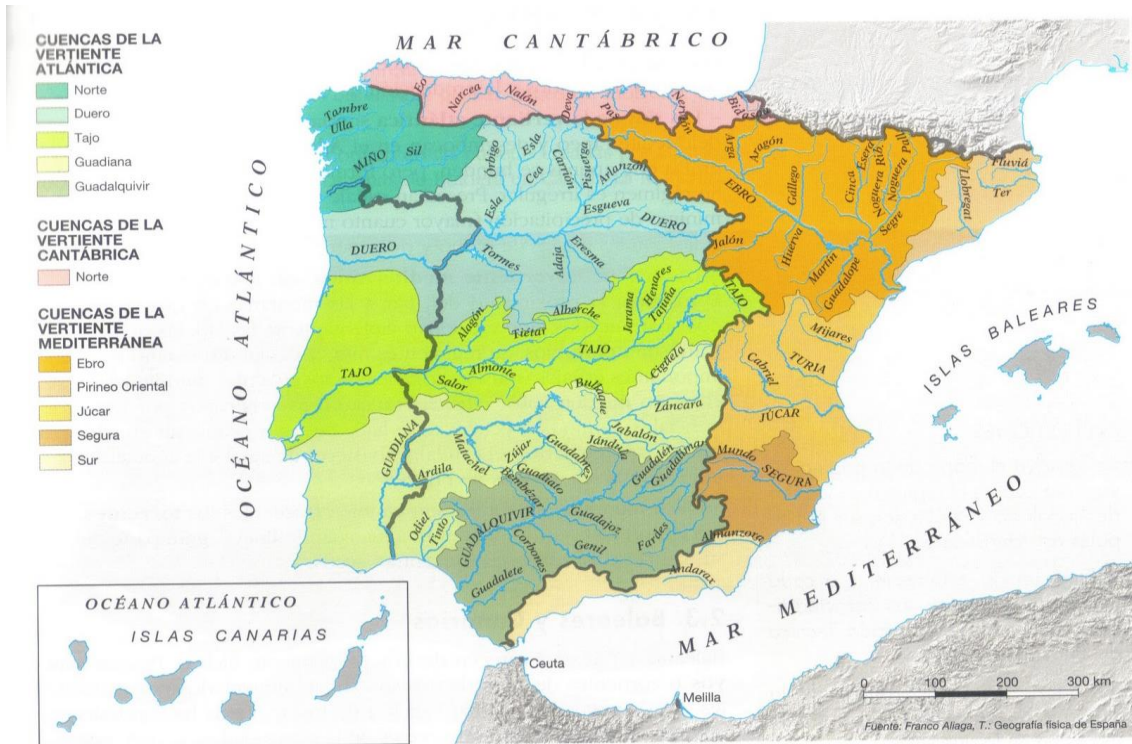 CUENCAS DE LA
VERTIENTE
ATLÁNTICA
Norte
Duero
Tajo
Guadiana
Guadalquivir
CUENCAS DE LA
VERTIENTE
CANTÁBRICA
Norte
CUENCAS DE LA
VERTIENTE
MEDITERRÁNEA
Ebro
Pirineo Oriental
Júcar
Segura
Sur
MAR CANTÁBRICO
OCÉANO ATLÁNTICO
MAR MEDITERRÁNEO
ISLAS BALEARES
Eo
Narcea
Nalón
Deva
Pas
Nervión
Bidasoa
Tambre
Ulla
MIÑO
Sil
Órbigo
Esla
Cea
Carrión
Pisuerga
Arlanzón
Esla
Esgueva
DUERO
DUERO
Tormes
Adaja
Eresma
Arga
Aragón
EBRO
Gállego
Cinca
Esera
Noguera Rib.
Noguera Pall.
Segre
Jalón
Huerva
Martín
Guadalope
Llobregat
Fluviá
Ter
TAJO
Alagón
Tiétar
Alberche
Jarama
Henares
Tajuña
TAJO
TAJO
Salor
Almonte
Mijares
TURIA
Cabriel
JÚCAR
Cigüela
Záncara
Bullaque
Jabalón
GUADIANA
Ardila
Matachel
Zújar
Guadalmez
Jándula
Guadalén
Guadalimar
Mundo
SEGURA
Odiel
Tinto
Bembézar
Guadiato
GUADALQUIVIR
Guadajoz
Corbones
Genil
Fardes
Guadalete
Almanzora
Andarax
OCÉANO ATLÁNTICO
ISLAS CANARIAS
Ceuta
Melilla
0 100 200 300 km
Fuente: Franco Aliaga, T.: Geografía física de España